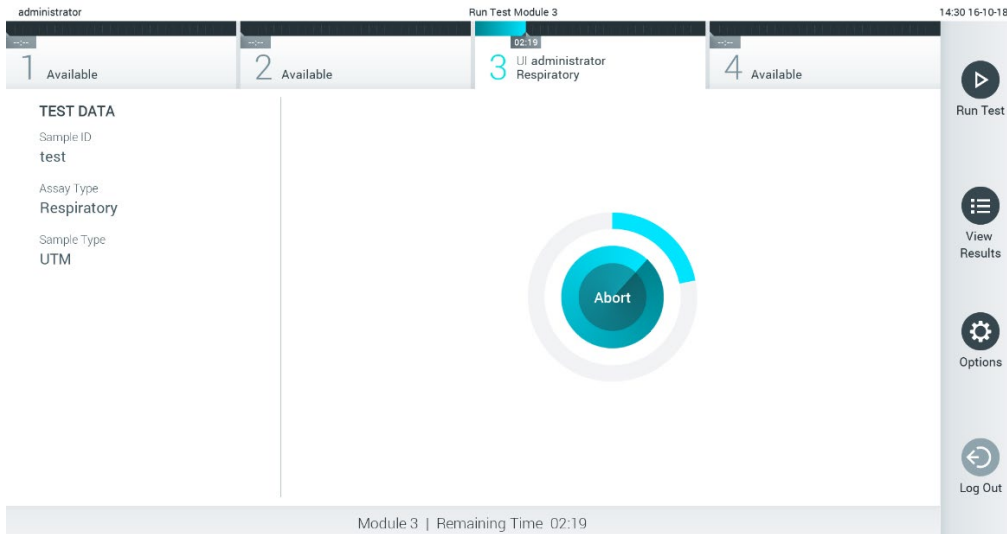 administrator
Run Test Module 3
14:30 16-10-18
--:--
1 Available
--:--
2 Available
02:19
3 UI administrator
Respiratory
--:--
4 Available
TEST DATA
Sample ID
test
Assay Type
Respiratory
Sample Type
UTM
Abort
Run Test
View
Results
Options
Log Out
Module 3 | Remaining Time 02:19